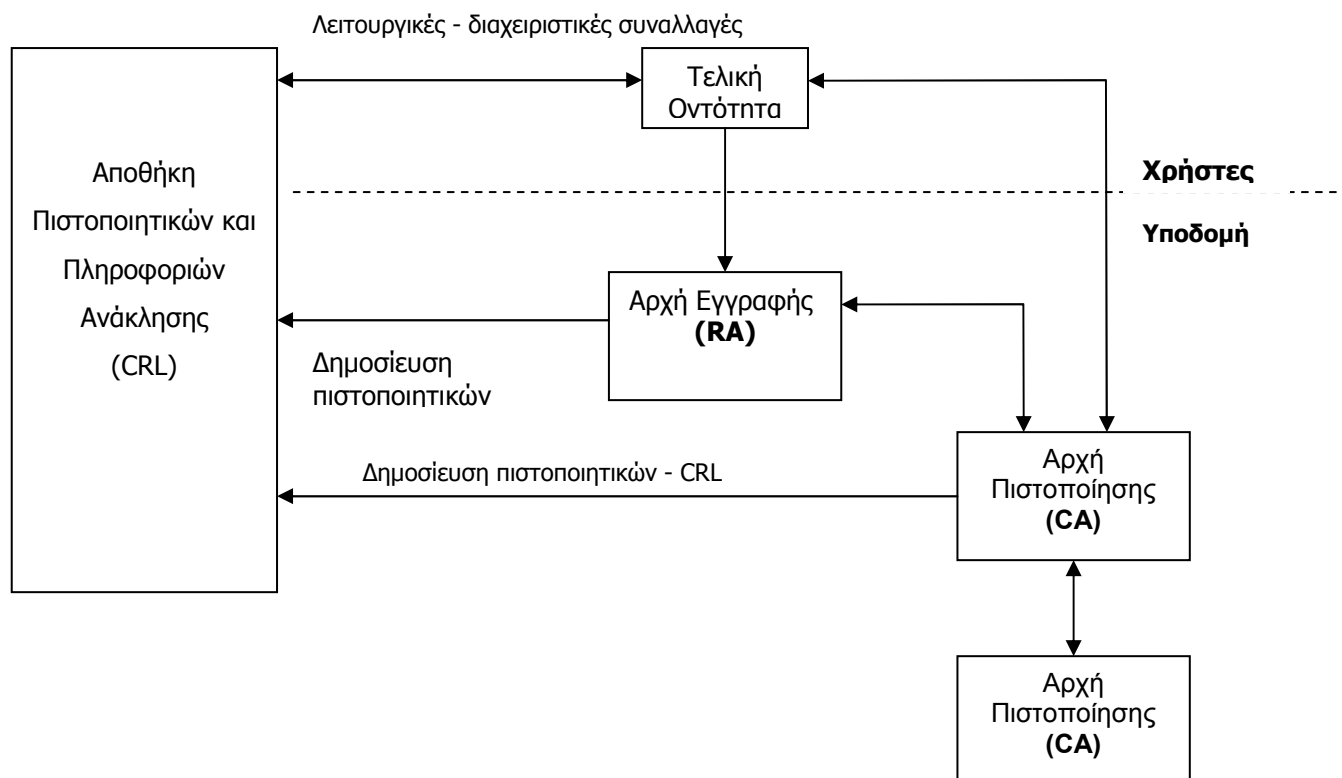 Λειτουργικές - διαχειριστικές συναλλαγές
Τελική
Οντότητα
Αποθήκη
Πιστοποιητικών και
Πληροφοριών
Ανάκλησης
(CRL)
Χρήστες
Υποδομή
Αρχή Εγγραφής
(RA)
Δημοσίευση
πιστοποιητικών
Δημοσίευση πιστοποιητικών - CRL
Αρχή
Πιστοποίησης
(CA)
Αρχή
Πιστοποίησης
(CA)